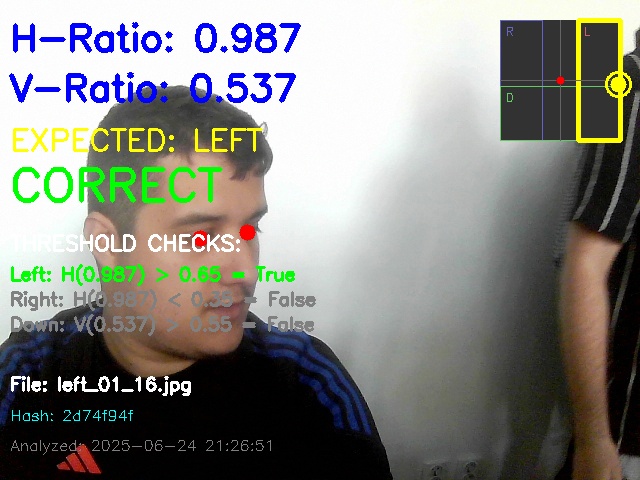 H-Ratio: 0.987
V-Ratio: 0.537
EXPECTED: LEFT
CORRECT
THRESHOLD CHECKS:
Left: H(0.987) > 0.65 = True
Right: H(0.987) < 0.35 = False
Down: V(0.537) > 0.55 = False
File: left_01_16.jpg
Hash: 2d74f94f
Analyzed: 2025-06-24 21:26:51
R
L
D